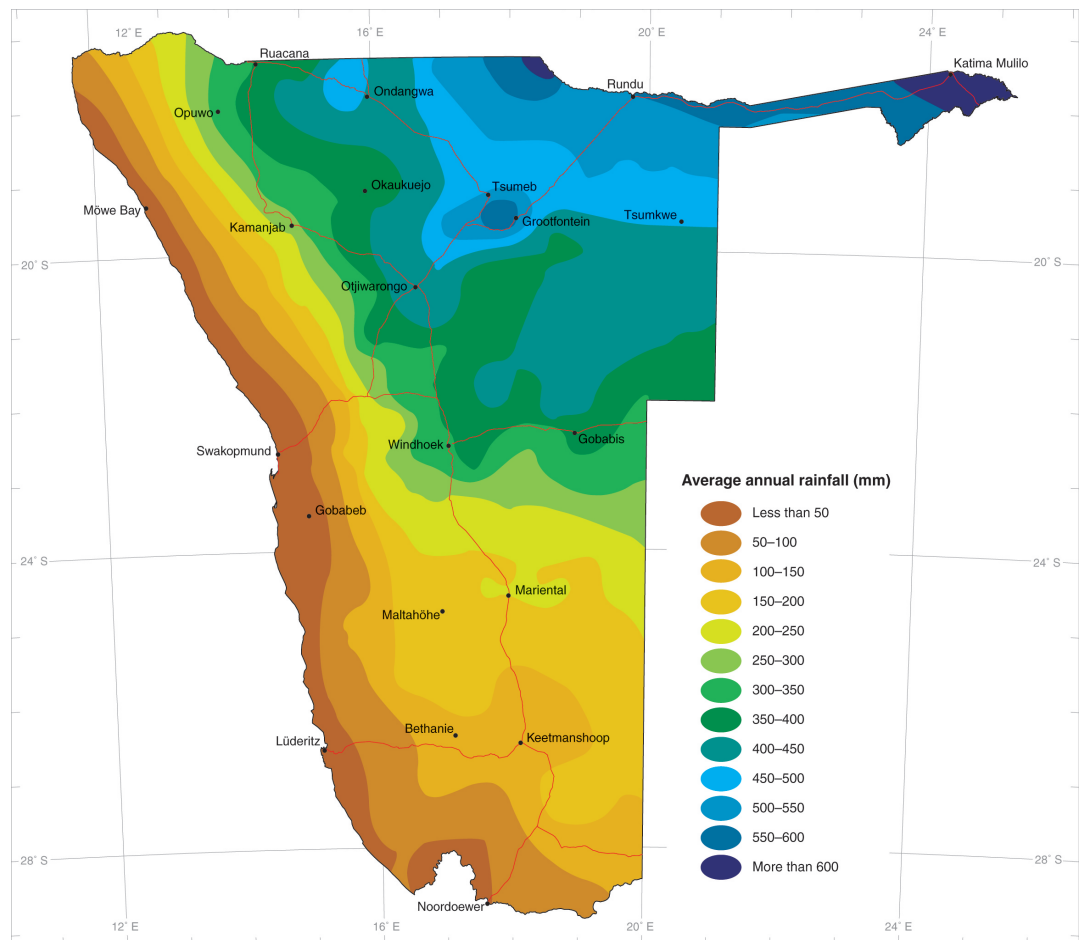 12° E
16° E
20° E
24° E
Ruacana
Katima Mulilo
Rundu
Ondangwa
Opuwo
Okaukuejo
Tsumeb
Möwe Bay
Kamanjab
Grootfontein
Tsumkwe
20° S
20° S
Otjiwarongo
Windhoek
Gobabis
Swakopmund
Gobabeb
24° S
24° S
Mariental
Maltahöhe
Bethanie
Lüderitz
Keetmanshoop
28° S
28° S
Noordoewer
12° E
16° E
20° E
24° E
Average annual rainfall (mm)
Less than 50
50–100
100–150
150–200
200–250
250–300
300–350
350–400
400–450
450–500
500–550
550–600
More than 600